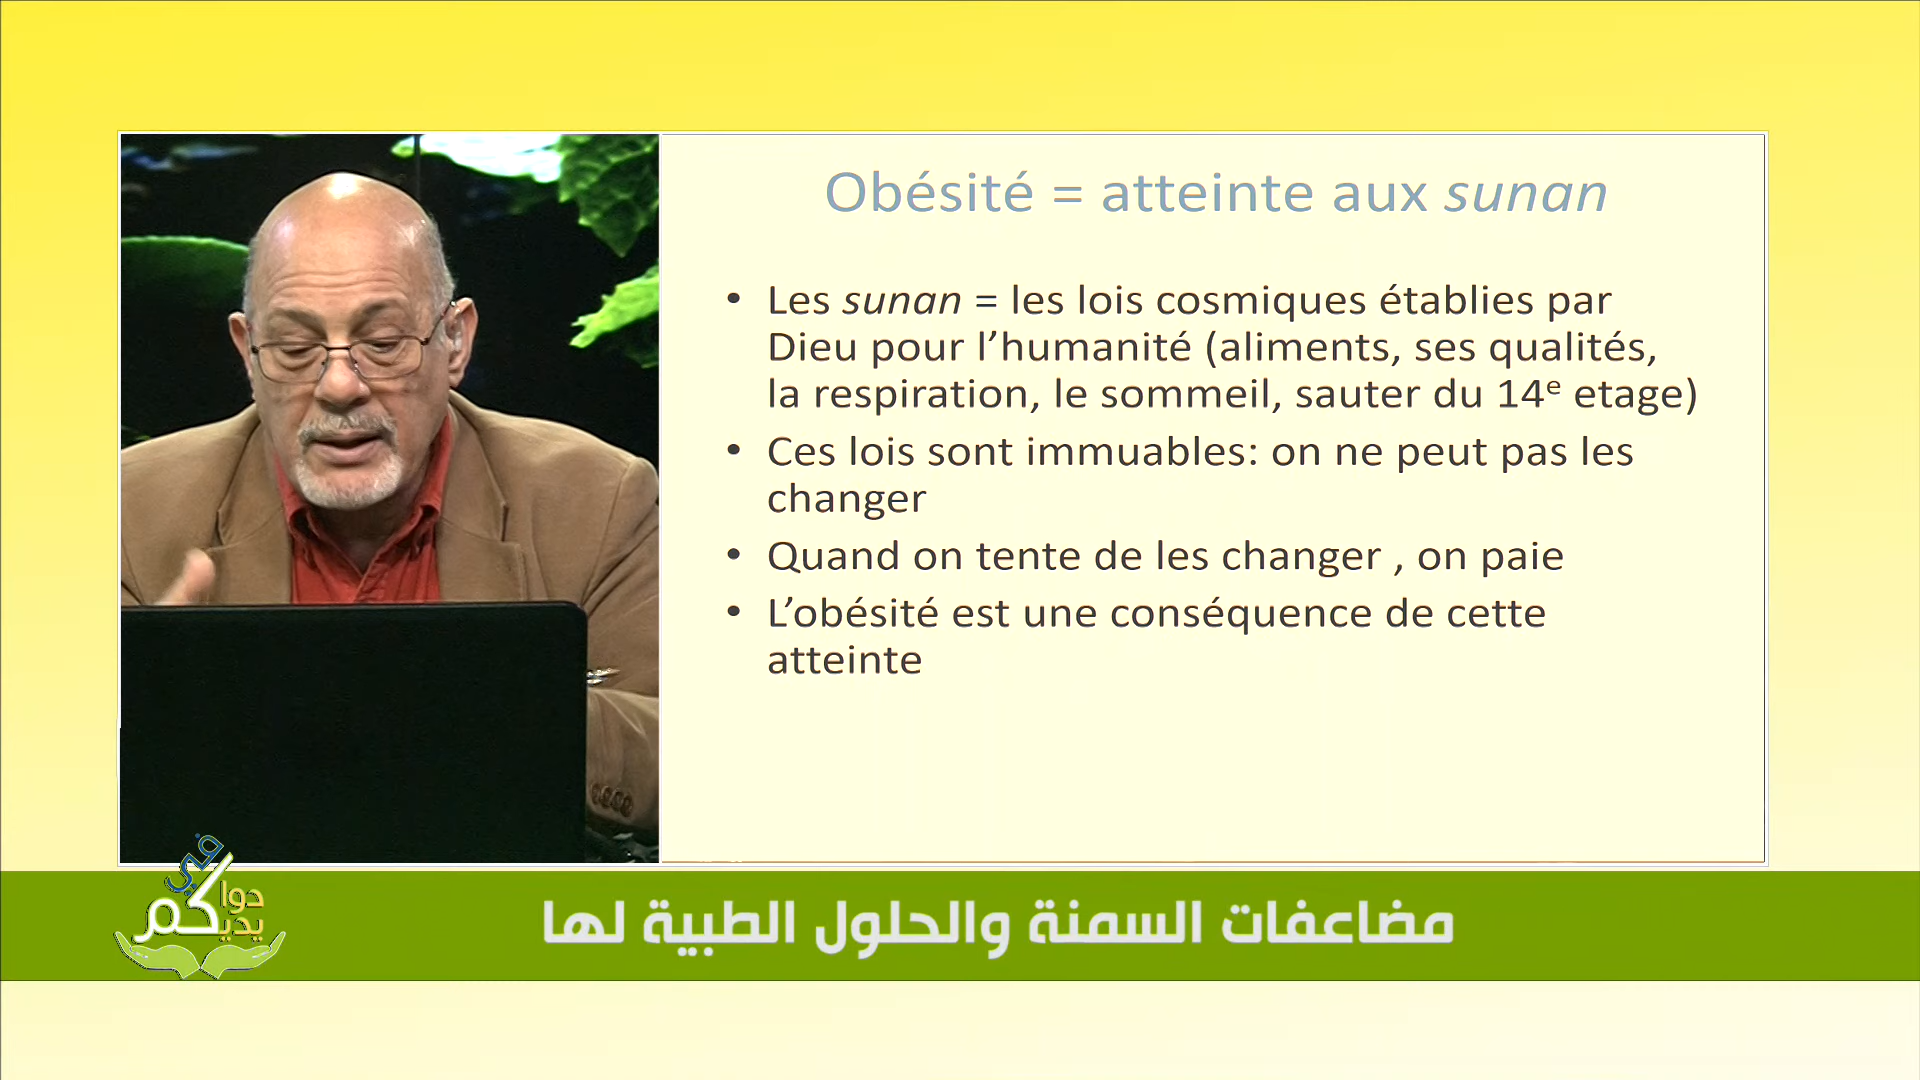 Obésité = atteinte aux sunan
• Les sunan = les lois cosmiques établies par
Dieu pour l’humanité (aliments, ses qualités,
la respiration, le sommeil, sauter du 14e etage)
• Ces lois sont immuables: on ne peut pas les
changer
• Quand on tente de les changer , on paie
• L’obésité est une conséquence de cette
atteinte
في
دوا
يديكم
مضاعفات السمنة والحلول الطبية لها